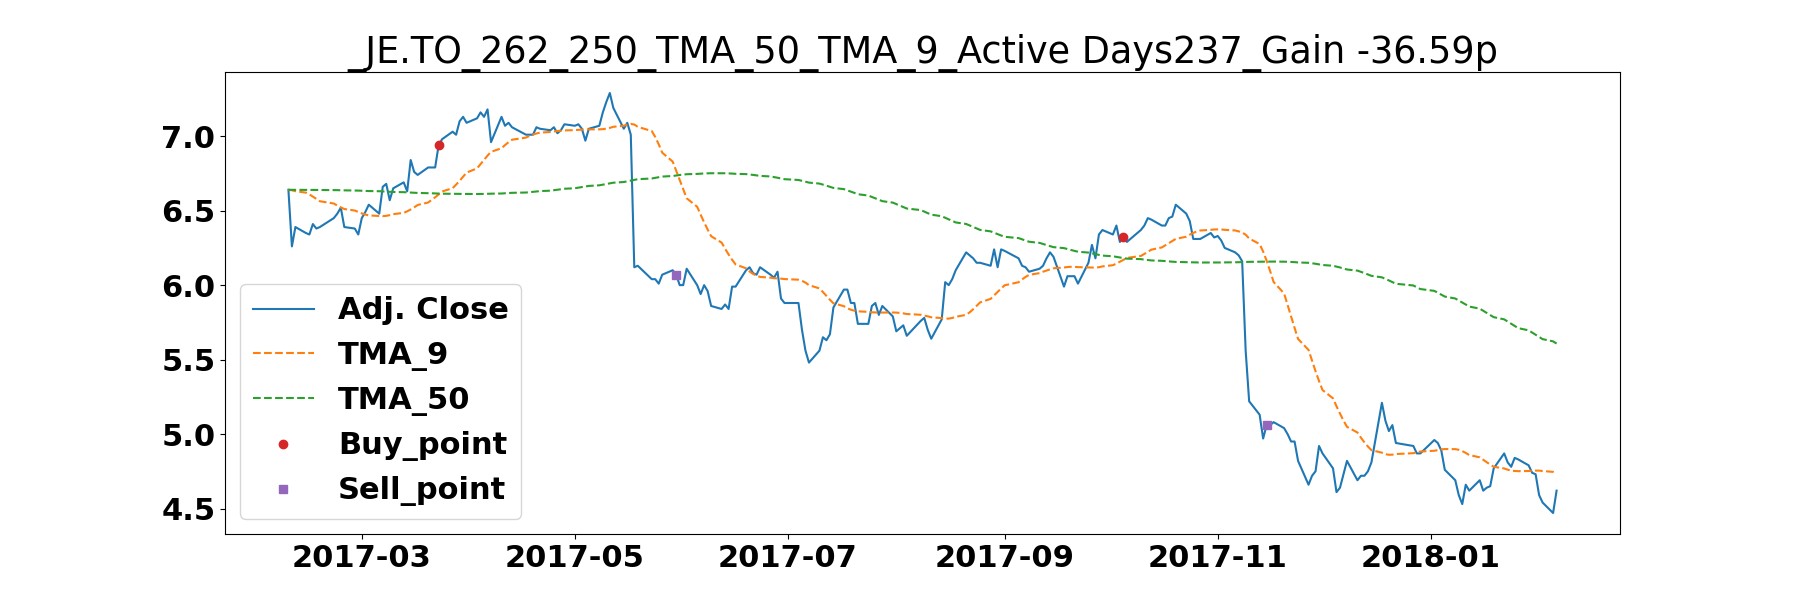 _JE.TO_262_250_TMA_50_TMA_9_Active Days237_Gain -36.59p
7.0
6.5
6.0
5.5
5.0
4.5
Adj. Close
TMA_9
TMA_50
Buy_point
Sell_point
2017-03 2017-05 2017-07 2017-09 2017-11 2018-01